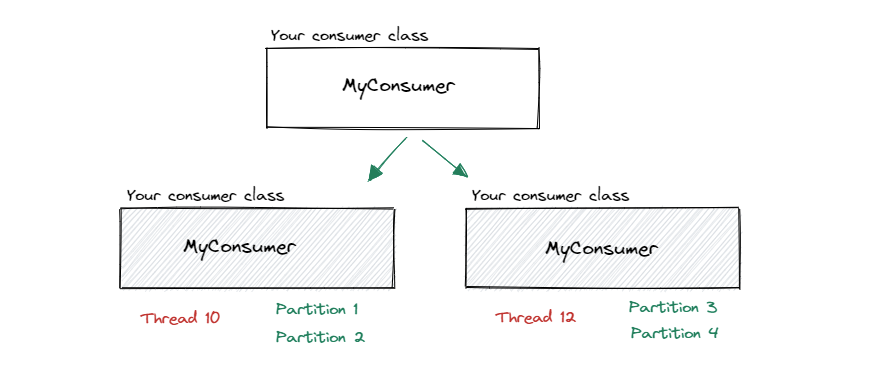 Your consumer class
MyConsumer
Your consumer class
MyConsumer
Thread 10
Partition 1
Partition 2
Your consumer class
MyConsumer
Thread 12
Partition 3
Partition 4